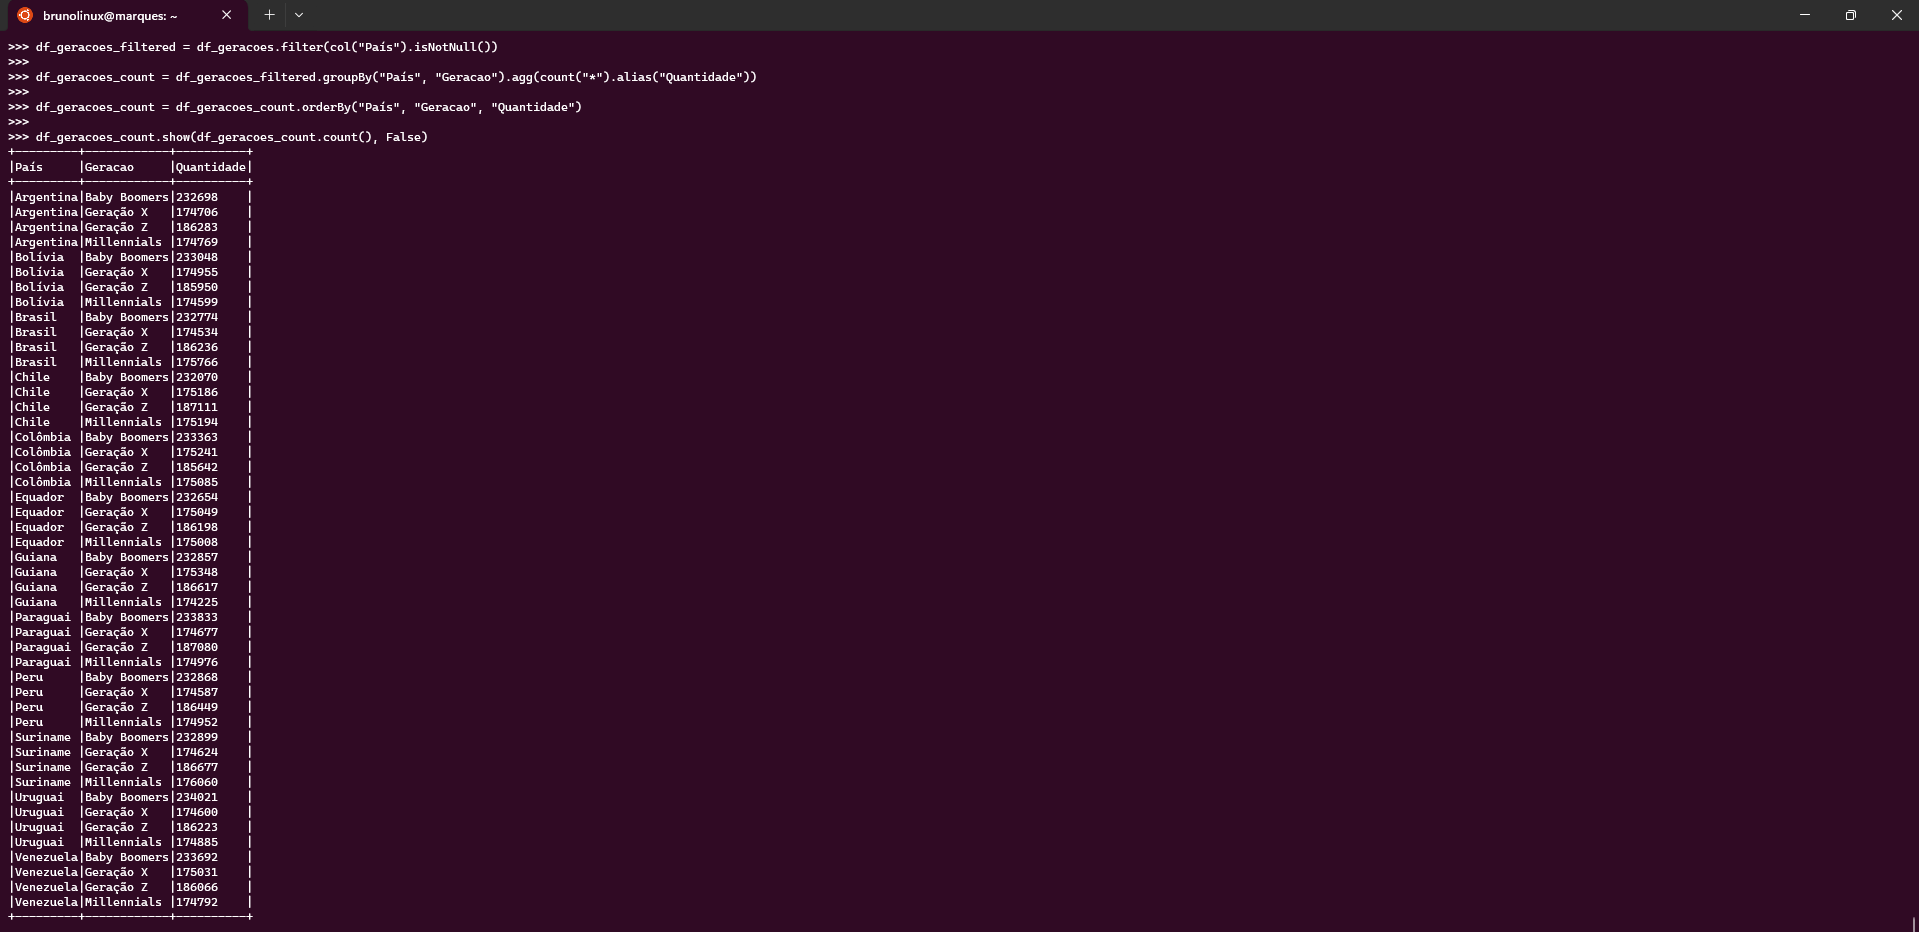 brunolinux@marques: ~
>>> df_geracoes_filtered = df_geracoes.filter(col("País").isNotNull())
>>>
>>> df_geracoes_count = df_geracoes_filtered.groupBy("País", "Geracao").agg(count("*").alias("Quantidade"))
>>>
>>> df_geracoes_count = df_geracoes_count.orderBy("País", "Geracao", "Quantidade")
>>>
>>> df_geracoes_count.show(df_geracoes_count.count(), False)
+---------+------------+----------+
|País     |Geracao     |Quantidade|
+---------+------------+----------+
|Argentina|Baby Boomers|232698    |
|Argentina|Geração X   |174706    |
|Argentina|Geração Z   |186283    |
|Argentina|Millennials |174769    |
|Bolívia  |Baby Boomers|233048    |
|Bolívia  |Geração X   |174955    |
|Bolívia  |Geração Z   |185950    |
|Bolívia  |Millennials |174599    |
|Brasil   |Baby Boomers|232774    |
|Brasil   |Geração X   |174534    |
|Brasil   |Geração Z   |186236    |
|Brasil   |Millennials |175766    |
|Chile    |Baby Boomers|232070    |
|Chile    |Geração X   |175186    |
|Chile    |Geração Z   |187111    |
|Chile    |Millennials |175194    |
|Colômbia |Baby Boomers|233363    |
|Colômbia |Geração X   |175241    |
|Colômbia |Geração Z   |185642    |
|Colômbia |Millennials |175085    |
|Equador  |Baby Boomers|232654    |
|Equador  |Geração X   |175049    |
|Equador  |Geração Z   |186198    |
|Equador  |Millennials |175008    |
|Guiana   |Baby Boomers|232857    |
|Guiana   |Geração X   |175348    |
|Guiana   |Geração Z   |186617    |
|Guiana   |Millennials |174225    |
|Paraguai |Baby Boomers|233833    |
|Paraguai |Geração X   |174677    |
|Paraguai |Geração Z   |187080    |
|Paraguai |Millennials |174976    |
|Peru     |Baby Boomers|232868    |
|Peru     |Geração X   |174587    |
|Peru     |Geração Z   |186449    |
|Peru     |Millennials |174952    |
|Suriname |Baby Boomers|232899    |
|Suriname |Geração X   |174624    |
|Suriname |Geração Z   |186677    |
|Suriname |Millennials |176060    |
|Uruguai  |Baby Boomers|234021    |
|Uruguai  |Geração X   |174600    |
|Uruguai  |Geração Z   |186223    |
|Uruguai  |Millennials |174885    |
|Venezuela|Baby Boomers|233692    |
|Venezuela|Geração X   |175031    |
|Venezuela|Geração Z   |186066    |
|Venezuela|Millennials |174792    |
+---------+------------+----------+